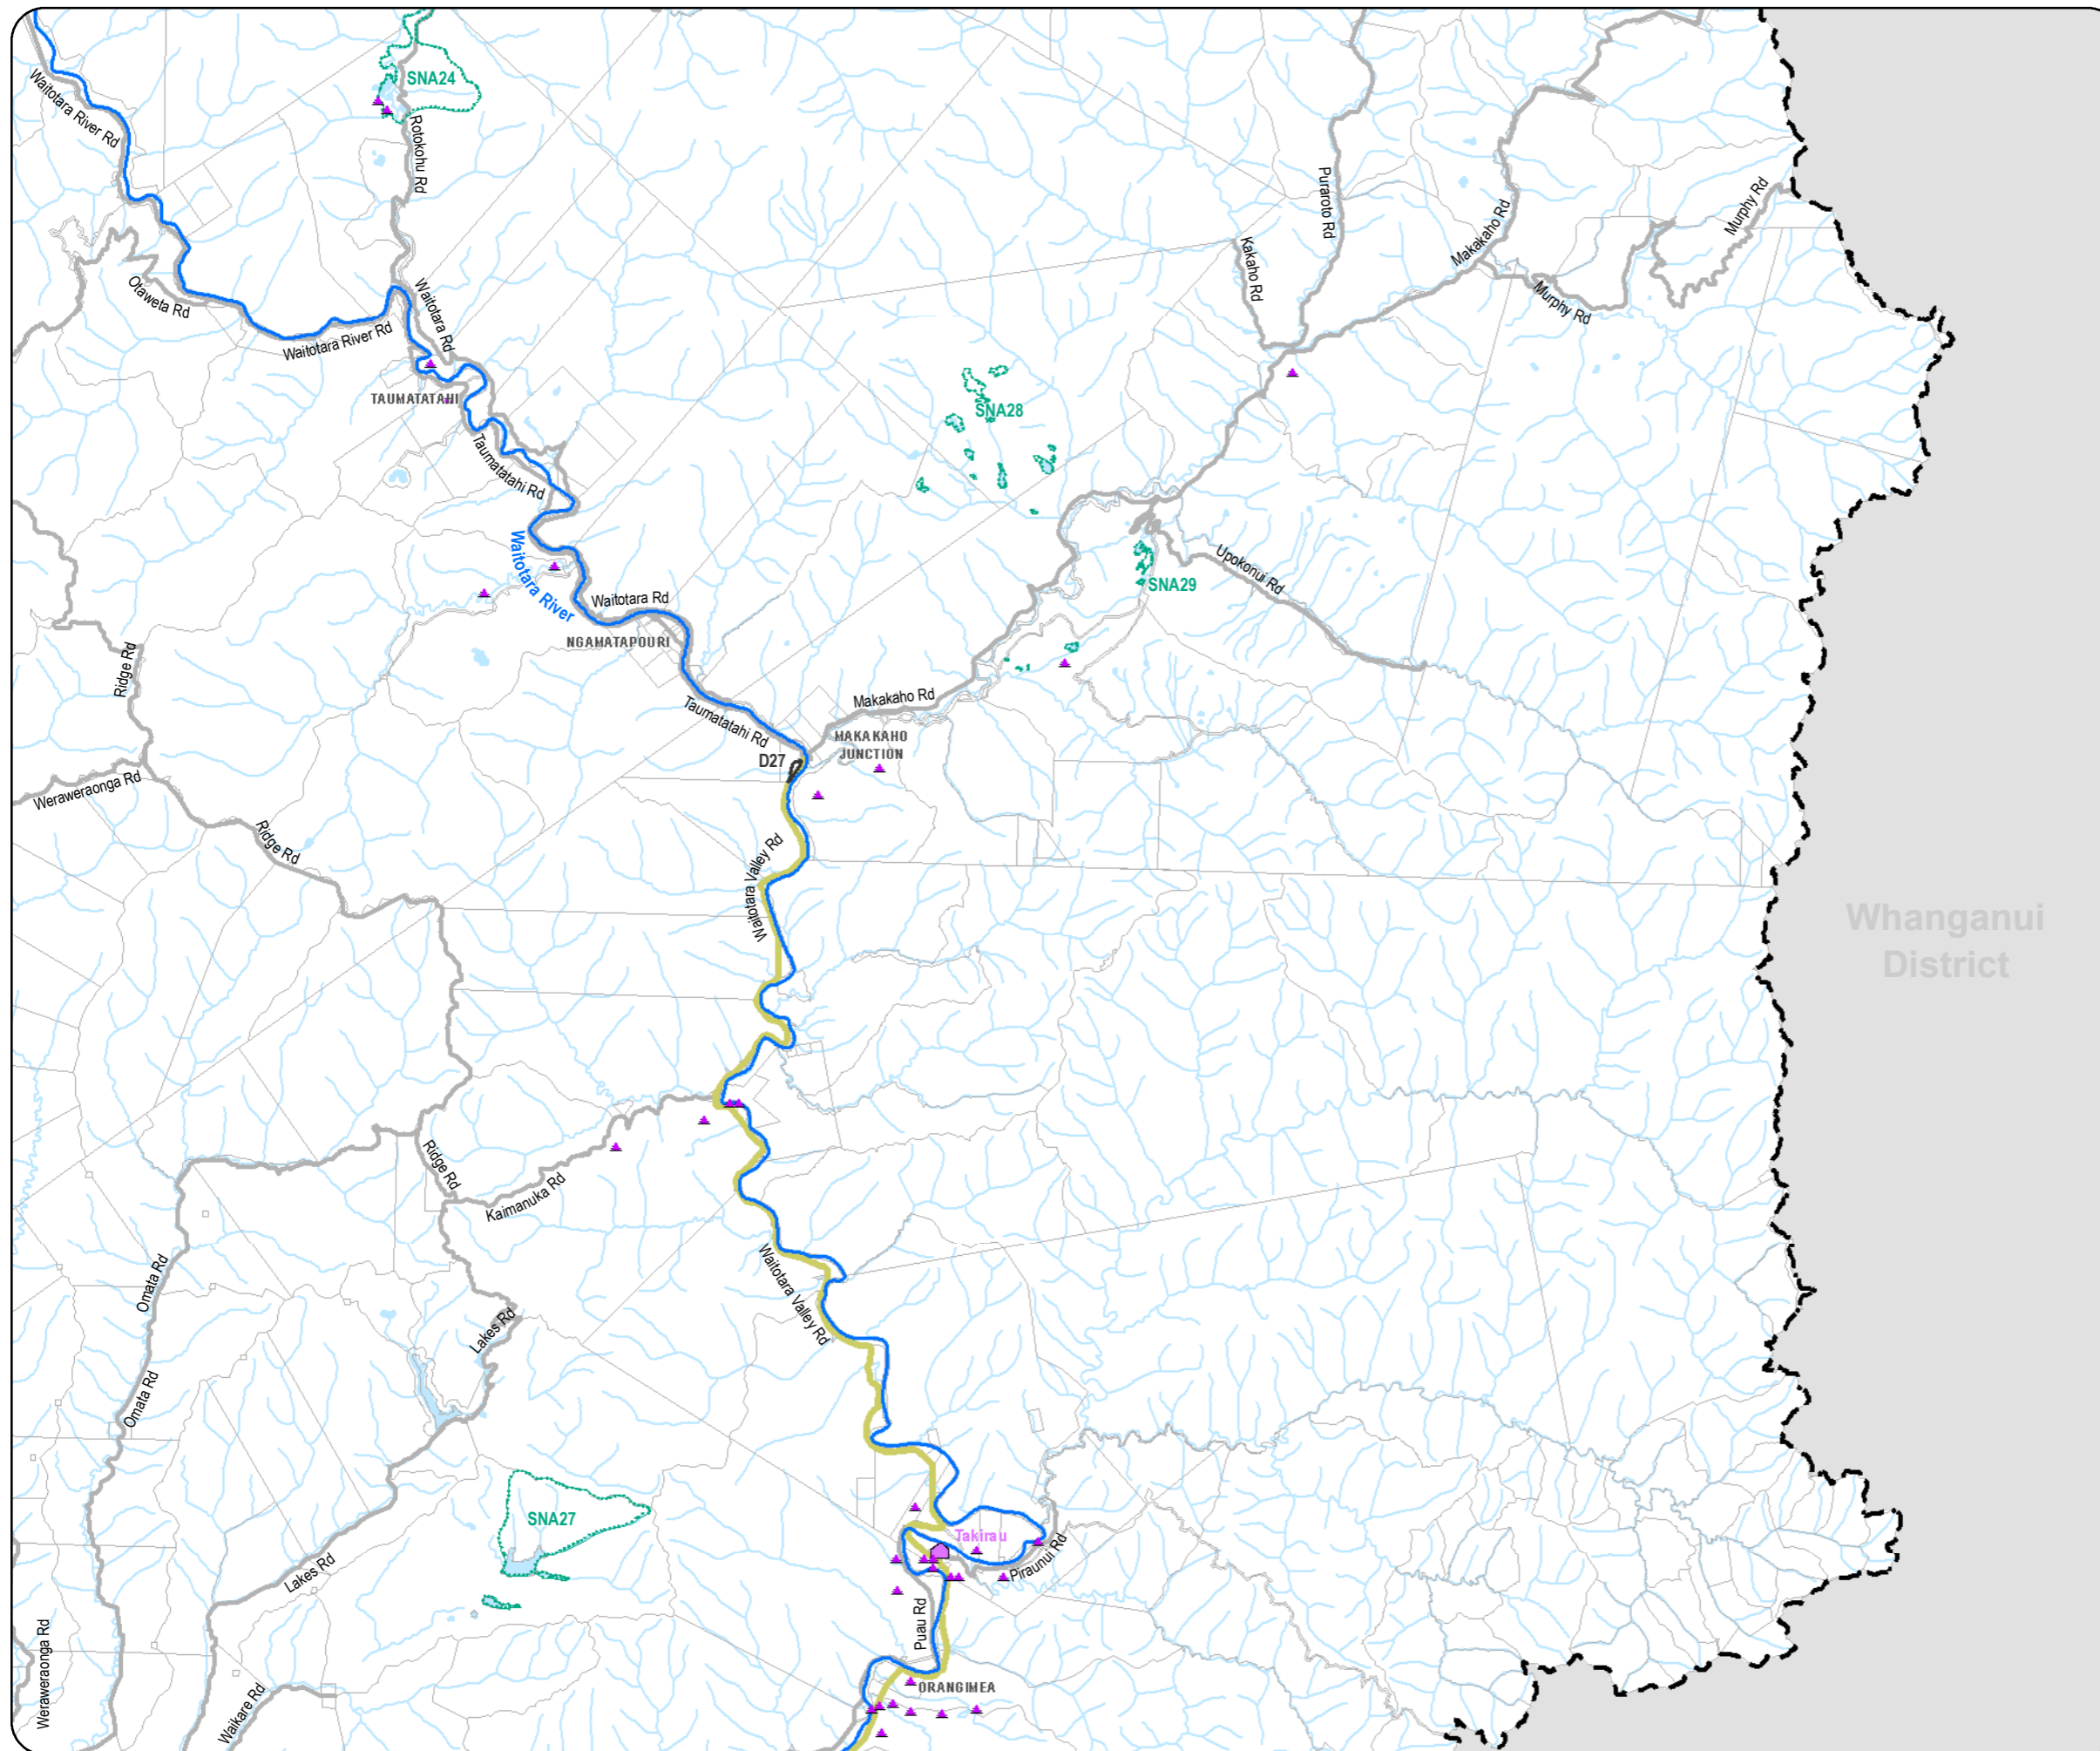 SNA24
Waitotara River Rd
Rotokohu Rd
Puraroto Rd
Murphy Rd
Makakaho Rd
Kakaho Rd
Otaweta Rd
Waitotara Rd
Murphy Rd
Waitotara River Rd
TAUMATATAHI
SNA28
Taumatatahi Rd
Waitotara River
Upokonui Rd
SNA29
Waitotara Rd
NGAMATAPOURI
Ridge Rd
Makakaho Rd
Taumatatahi Rd
MAKAKAHO
JUNCTION
D27
Weraweraonga Rd
Ridge Rd
Waitotara Valley Rd
Whanganui
District
Ridge Rd
Kaimanuka Rd
Omata Rd
Waitotara Valley Rd
Lakes Rd
Omata Rd
SNA27
Takirau
Piraunui Rd
Lakes Rd
Puau Rd
Weraweraonga Rd
Waikare Rd
ORANGIMEA